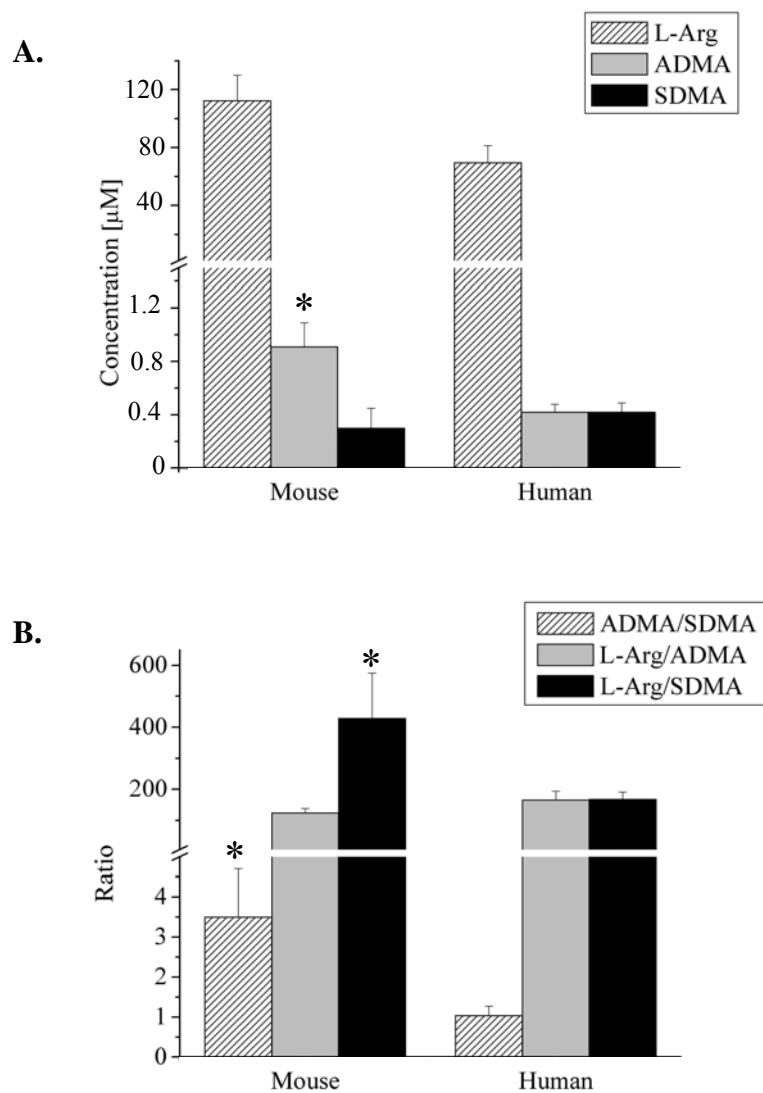 A.
L-Arg
ADMA
SDMA
Concentration [µM]
120
80
40
1.2
0.8
0.4
0
*
Mouse
Human
B.
ADMA/SDMA
L-Arg/ADMA
L-Arg/SDMA
Ratio
600
400
200
4
3
2
1
0
*
*
Mouse
Human